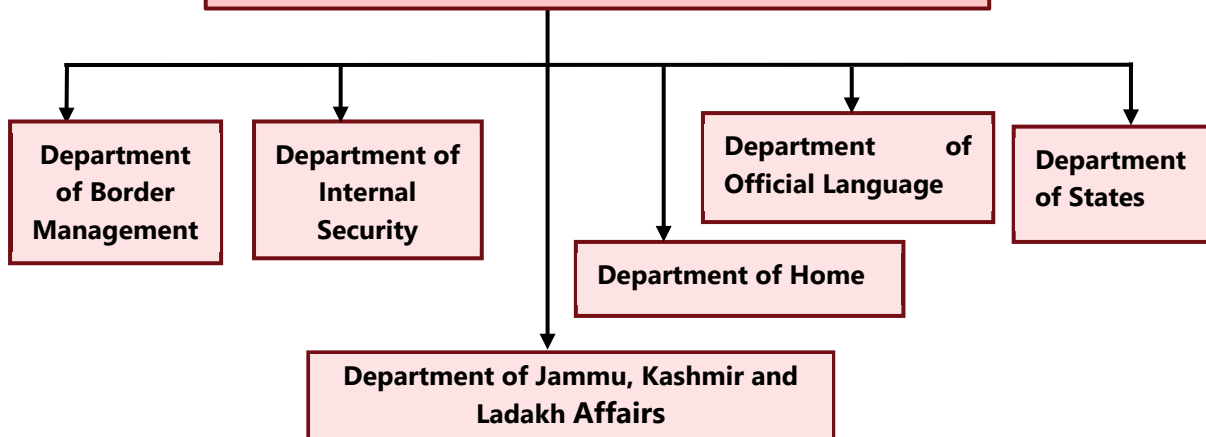 Department
of Border
Management
Department of
Internal
Security
Department of
Official Language
Department
of States
Department of Home
Department of Jammu, Kashmir and
Ladakh Affairs